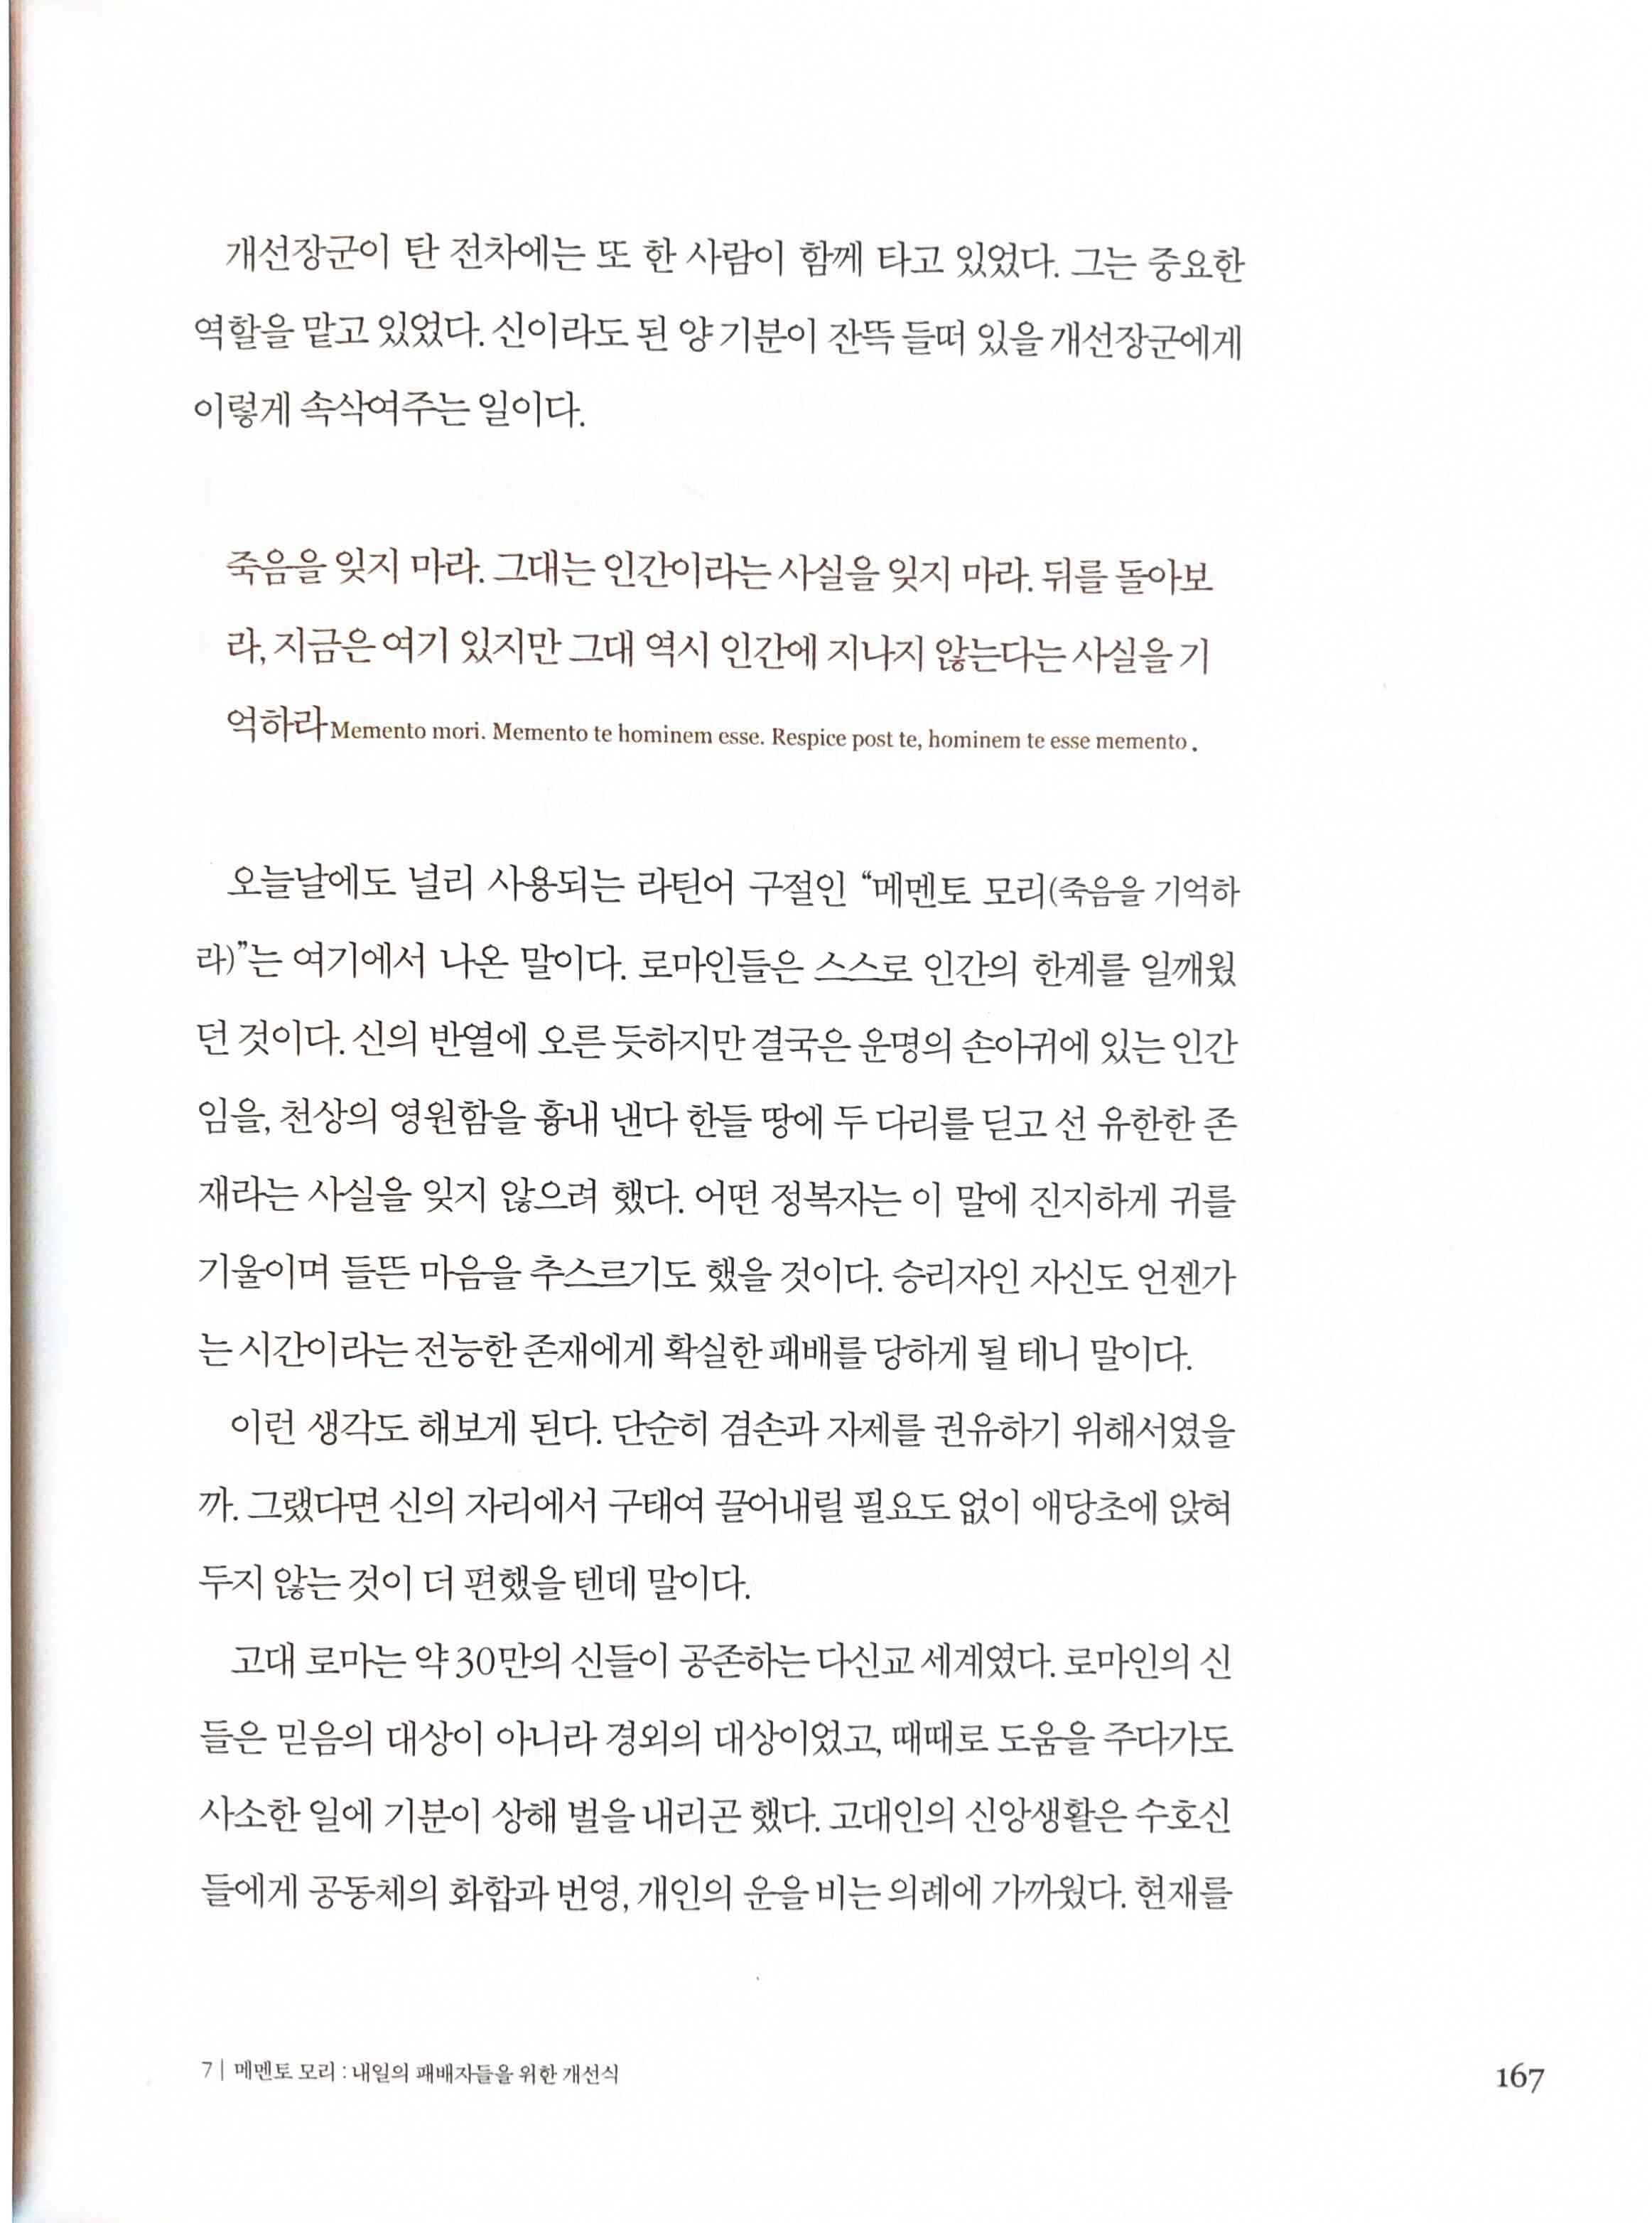 개선장군이 탄 전차에는 또 한 사람이 함께 타고 있었다. 그는 중요한
역할을 맡고 있었다. 신이라도 된 양 기분이 잔뜩 들떠 있을 개선장군에게
이렇게 속삭여주는 일이다.
죽음을 잊지 마라. 그대는 인간이라는 사실을 잊지 마라. 뒤를 돌아보
라, 지금은 여기 있지만 그대 역시 인간에 지나지 않는다는 사실을 기
억하라Memento mori. Memento te hominem esse. Respice post te, hominem te esse memento.
오늘날에도 널리 사용되는 라틴어 구절인 “메멘토 모리(죽음을 기억하
라)”는 여기에서 나온 말이다. 로마인들은 스스로 인간의 한계를 일깨웠
던 것이다. 신의 반열에 오른 듯하지만 결국은 운명의 손아귀에 있는 인간
임을, 천상의 영원함을 흉내 낸다 한들 땅에 두 다리를 딛고 선 유한한 존
재라는 사실을 잊지 않으려 했다. 어떤 정복자는 이 말에 진지하게 귀를
기울이며 들뜬 마음을 추스르기도 했을 것이다. 승리자인 자신도 언젠가
는 시간이라는 전능한 존재에게 확실한 패배를 당하게 될 테니 말이다.
이런 생각도 해보게 된다. 단순히 겸손과 자제를 권유하기 위해서였을
까. 그랬다면 신의 자리에서 구태여 끌어내릴 필요도 없이 애당초에 앉혀
두지 않는 것이 더 편했을 텐데 말이다.
고대 로마는 약 30만의 신들이 공존하는 다신교 세계였다. 로마인의 신
들은 믿음의 대상이 아니라 경외의 대상이었고, 때때로 도움을 주다가도
사소한 일에 기분이 상해 벌을 내리곤 했다. 고대인의 신앙생활은 수호신
들에게 공동체의 화합과 번영, 개인의 운을 비는 의례에 가까웠다. 현재를
7 | 메멘토 모리 : 내일의 패배자들을 위한 개선식
167